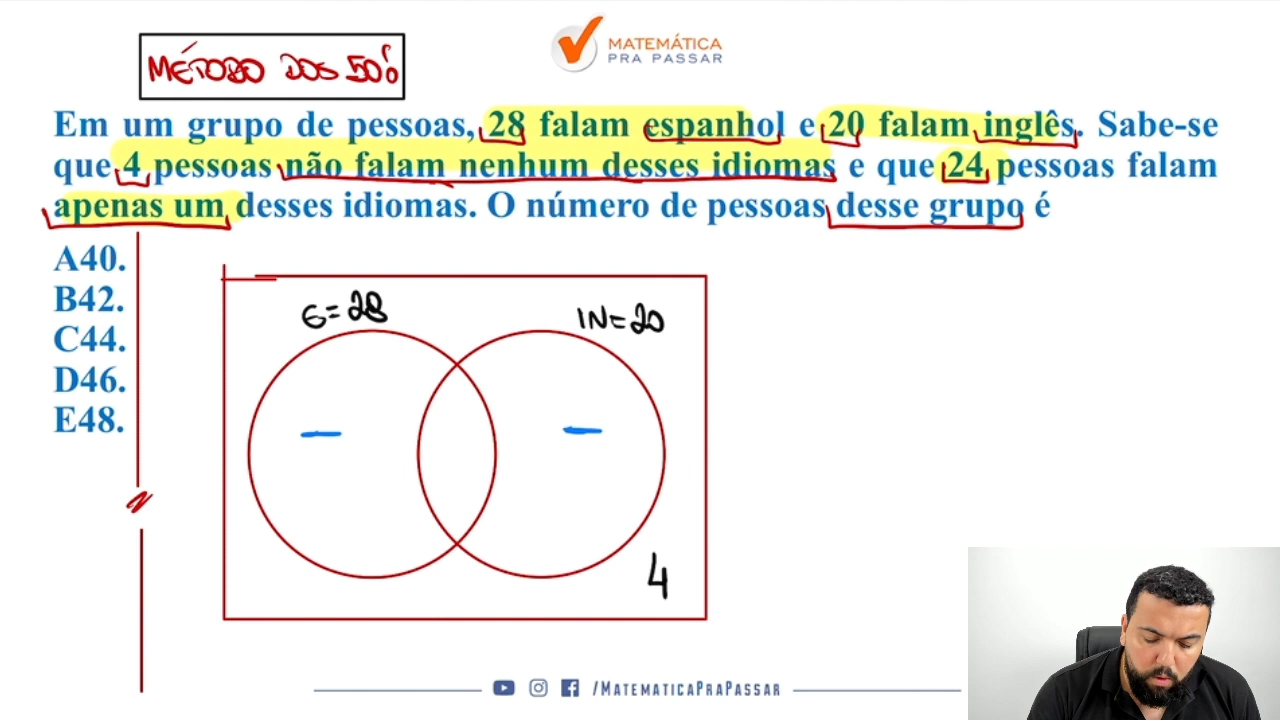 MÉTODO DOS 50%
MATEMÁTICA
PRA PASSAR
Em um grupo de pessoas, 28 falam espanhol e 20 falam inglês. Sabe-se
que 4 pessoas não falam nenhum desses idiomas e que 24 pessoas falam
apenas um desses idiomas. O número de pessoas desse grupo é
A40.
B42.
C44.
D46.
E48.
E=28
IN=20
4
/MATEMATICAPRAPASSAR